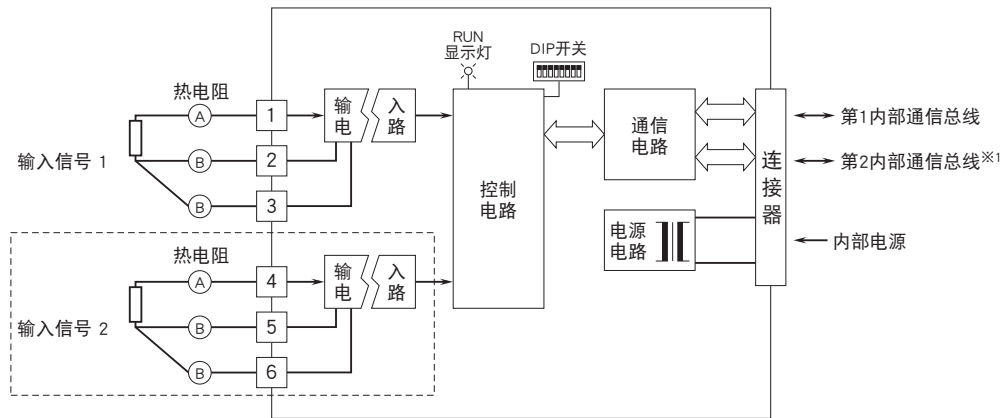 RUN
显示灯
DIP开关
热电阻
A
1
输 入
电 路
输入信号 1
B
2
B
3
控制
电路
通信
电路
连
接
器
第1内部通信总线
第2内部通信总线※1
电源
电路
内部电源
热电阻
A
4
输 入
电 路
输入信号 2
B
5
B
6